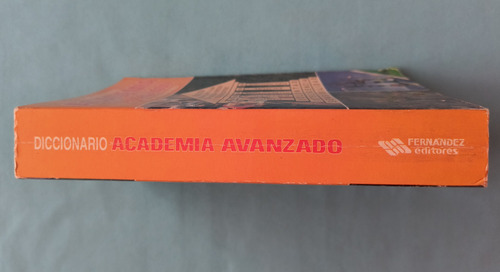 DICCIONARIO ACADEMIA AVANZADO
FERNANDEZ
editores